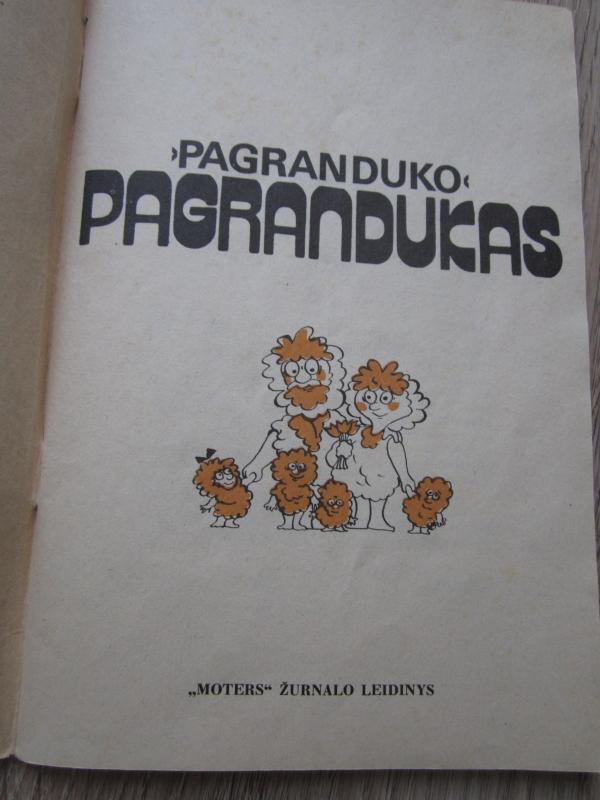 ›PAGRANDUKO‹
PAGRANDUKAS
„MOTERS“ ŽURNALO LEIDINYS